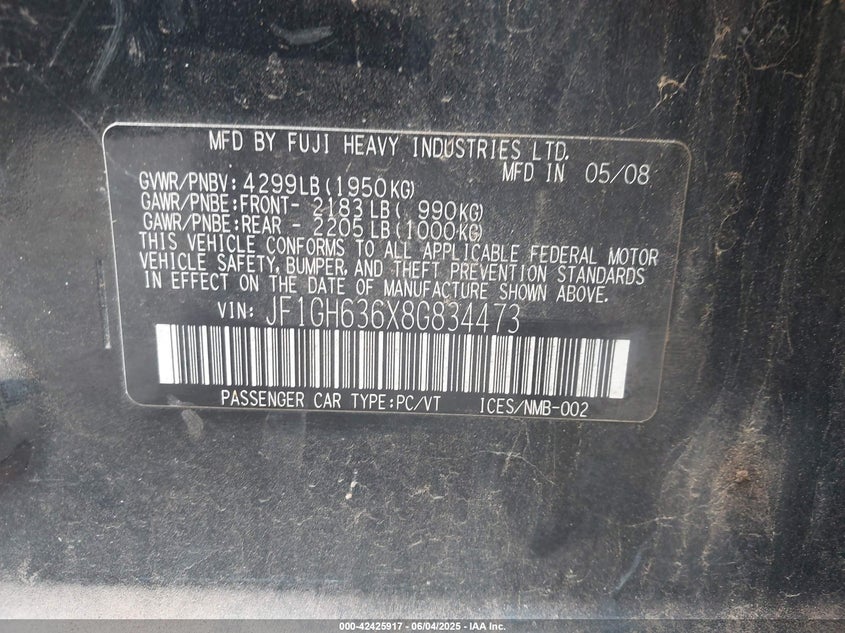 MFD BY FUJI HEAVY INDUSTRIES LTD.
MFD IN 05/08
GVWR/PNBV: 4299LB(1950KG)
GAWR/PNBE:FRONT- 2183LB( 990KG)
GAWR/PNBE:REAR - 2205LB(1000KG)
THIS VEHICLE CONFORMS TO ALL APPLICABLE FEDERAL MOTOR
VEHICLE SAFETY, BUMPER, AND THEFT PREVENTION STANDARDS
IN EFFECT ON THE DATE OF MANUFACTURE SHOWN ABOVE.
VIN: JF1GH636X8G834473
PASSENGER CAR TYPE:PC/VT ICES/NMB-002
000-42425917 - 06/04/2025 - IAA Inc.